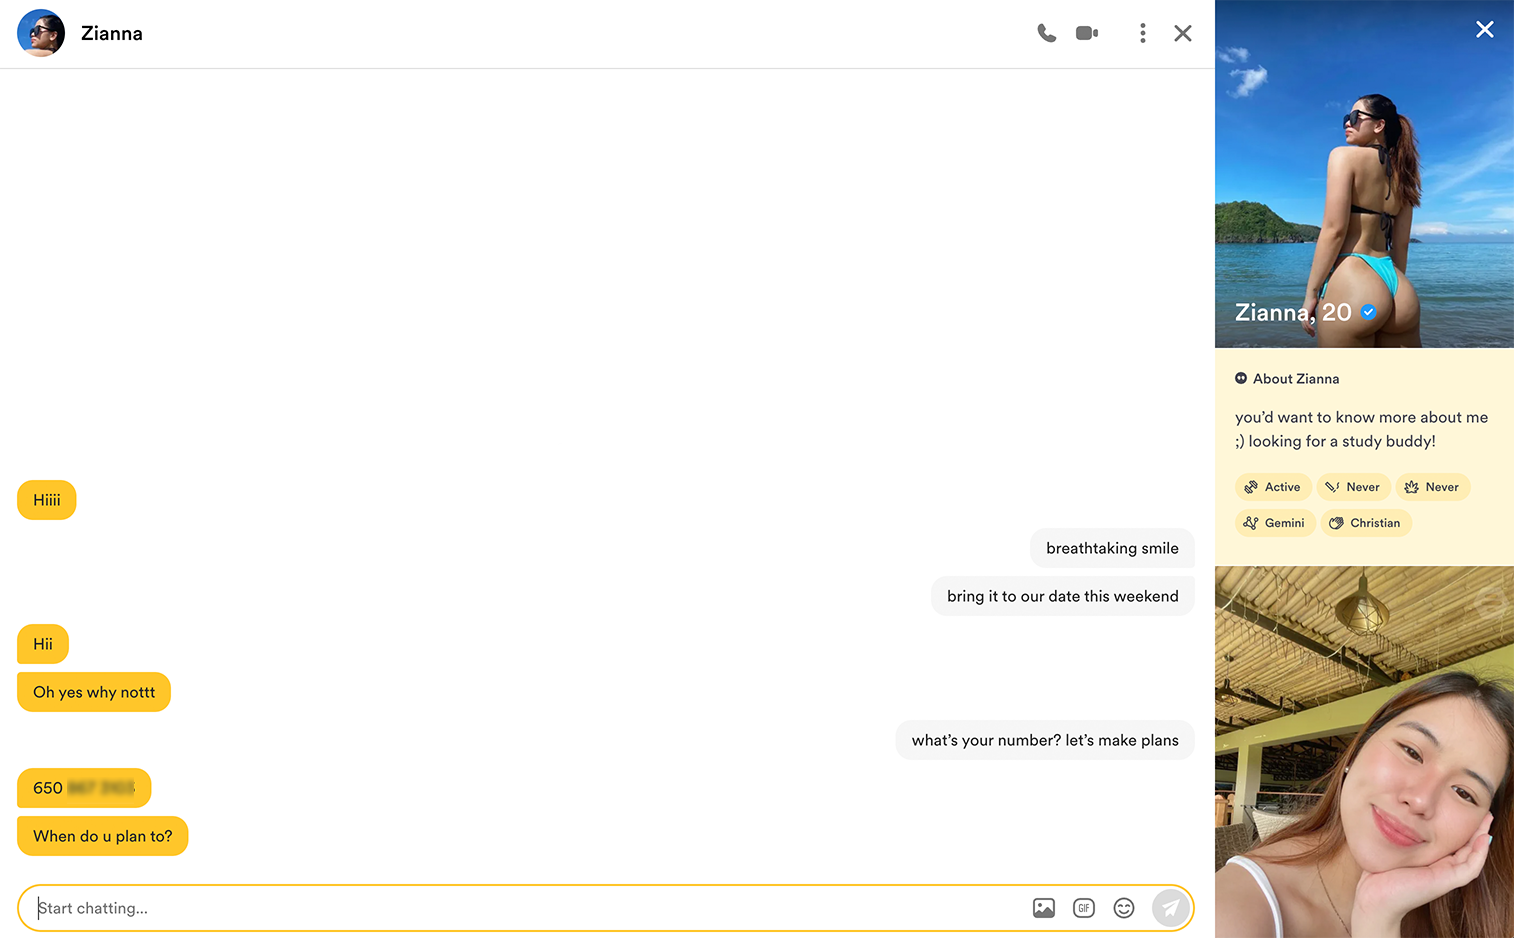 Zianna
Hiiii
breathtaking smile
bring it to our date this weekend
Hii
Oh yes why nottt
what's your number? let's make plans
650
When do u plan to?
Start chatting...
GIF
Zianna, 20
About Zianna
you'd want to know more about me
;) looking for a study buddy!
Active Never Never
Gemini Christian